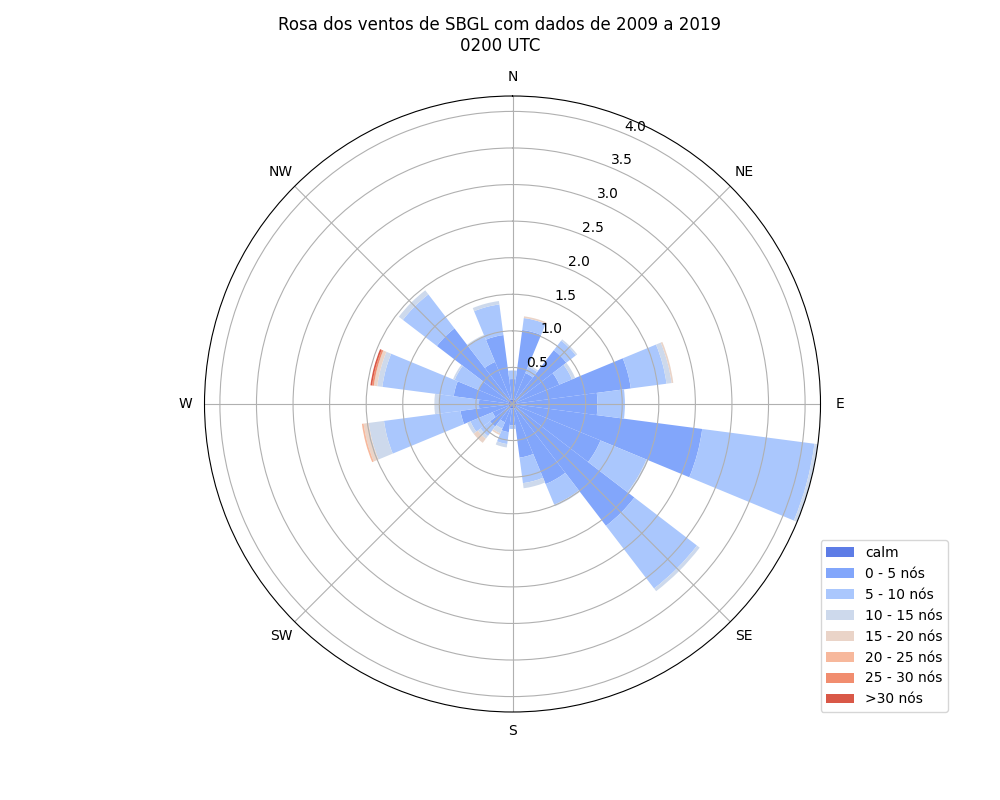 Rosa dos ventos de SBGL com dados de 2009 a 2019
0200 UTC
N
NW
NE
4.0
3.5
3.0
2.5
2.0
1.5
1.0
0.5
W
E
SW
SE
S
calm
0 - 5 nós
5 - 10 nós
10 - 15 nós
15 - 20 nós
20 - 25 nós
25 - 30 nós
>30 nós